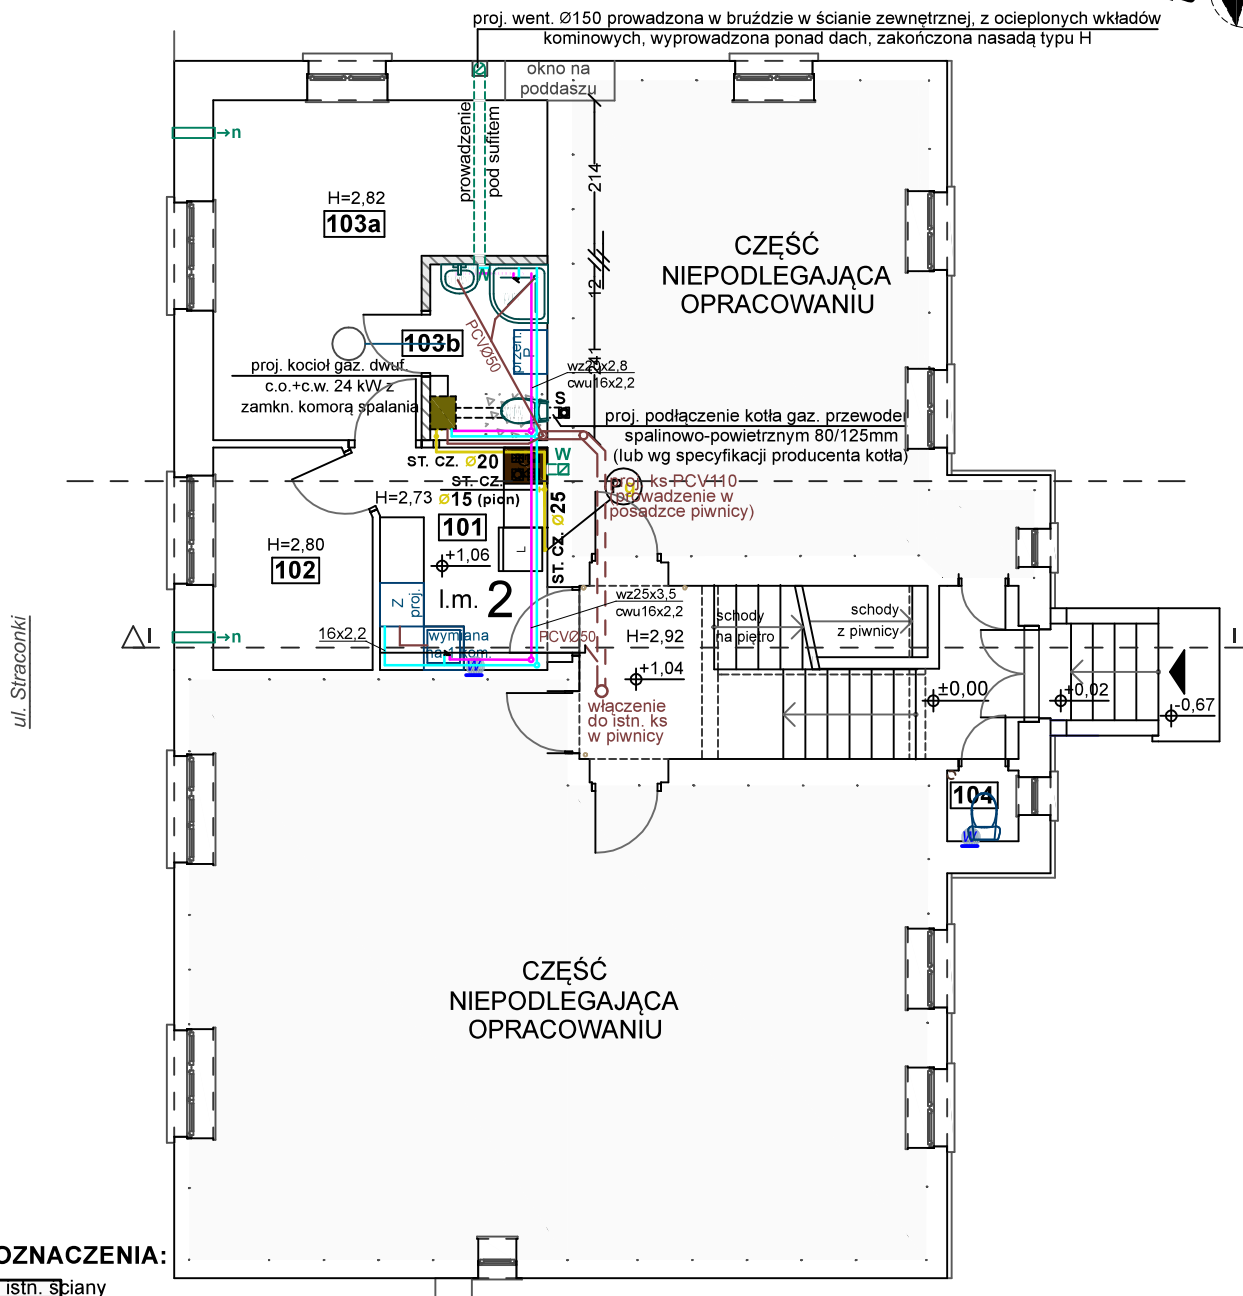 proj. went. Ø150 prowadzona w bruździe w ścianie zewnętrznej, z ocieplonych wkładów
kominowych, wyprowadzona ponad dach, zakończona nasadą typu H
okno na
poddaszu
prowadzenie
pod sufitem
n
214
H=2,82
103a
CZĘŚĆ
NIEPODLEGAJĄCA
OPRACOWANIU
12
241
103b
PCVØ50
przen.
P
proj. kocioł gaz. dwuf.
c.o.+c.w. 24 kW z
zamkn. komorą spalania
wz20x2,8
cwu16x2,2
S
proj. podłączenie kotła gaz. przewodem
spalinowo-powietrznym 80/125mm
(lub wg specyfikacji producenta kotła)
W
ST. CZ. Ø20
ST. CZ.
H=2,73 Ø15 (pion)
ST. CZ. Ø25
P
proj. ks PCV110
(prowadzenie w
posadzce piwnicy)
101
H=2,80
102
+1,06
L
l.m. 2
Z
proj.
wz25x3,5
cwu16x2,2
schody
na piętro
schody
z piwnicy
I
n
16x2,2
wymiana
na 1 kom.
PCVØ50
H=2,92
I
W
+1,04
±0,00
+0,02
-0,67
włączenie
do istn. ks
w piwnicy
ul. Straconki
104
W
CZĘŚĆ
NIEPODLEGAJĄCA
OPRACOWANIU
OZNACZENIA:
istn. ściany